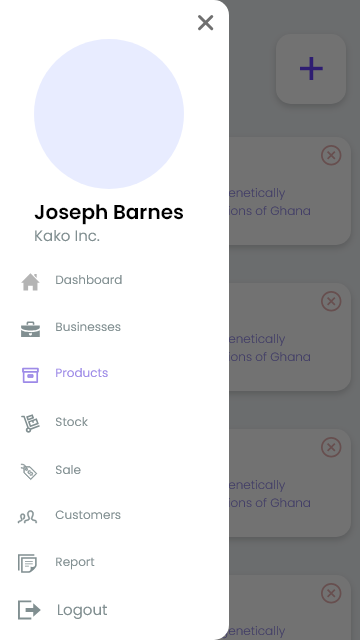 Joseph Barnes
Kako Inc.
Dashboard
Businesses
Products
Stock
Sale
Customers
Report
Logout
enetically
ions of Ghana
enetically
ions of Ghana
enetically
ions of Ghana
enetically